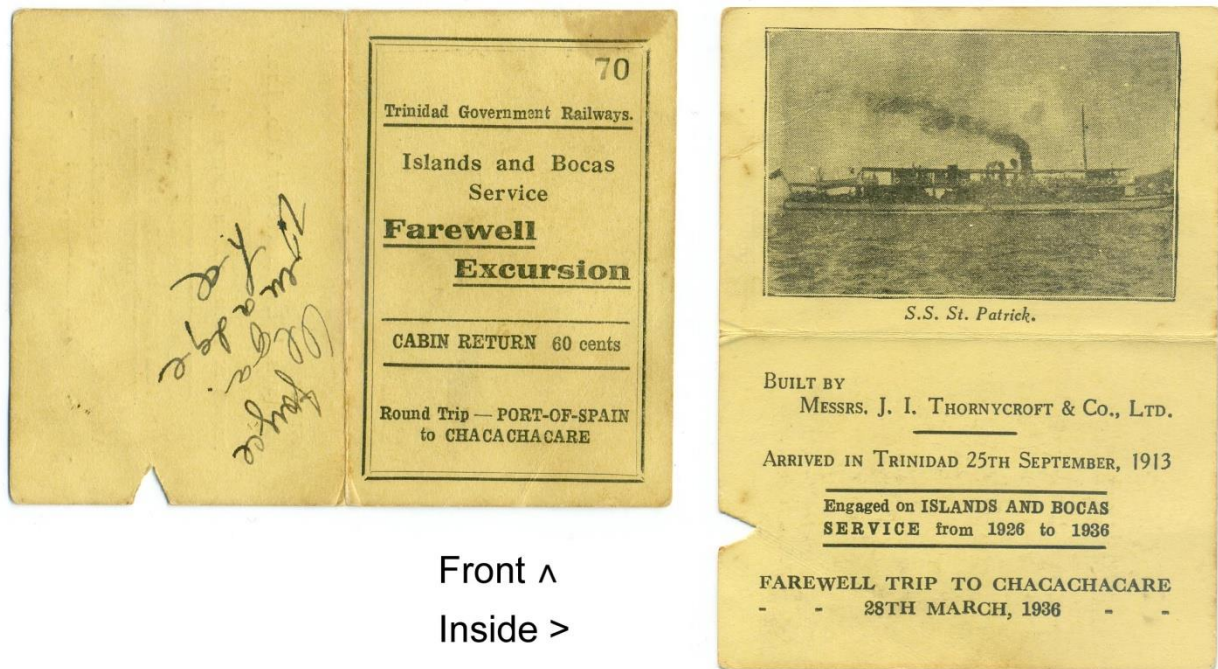 70
Trinidad Government Railways.
Islands and Bocas
Service
Farewell
Excursion
CABIN RETURN 60 cents
Round Trip — PORT-OF-SPAIN
to CHACACHACARE
Front ʌ
Inside >
S.S. St. Patrick.
BUILT BY
MESSRS. J. I. THORNYCROFT & CO., LTD.
ARRIVED IN TRINIDAD 25TH SEPTEMBER, 1913
Engaged on ISLANDS AND BOCAS
SERVICE from 1926 to 1936
FAREWELL TRIP TO CHACACHACARE
- - 28TH MARCH, 1936 - -